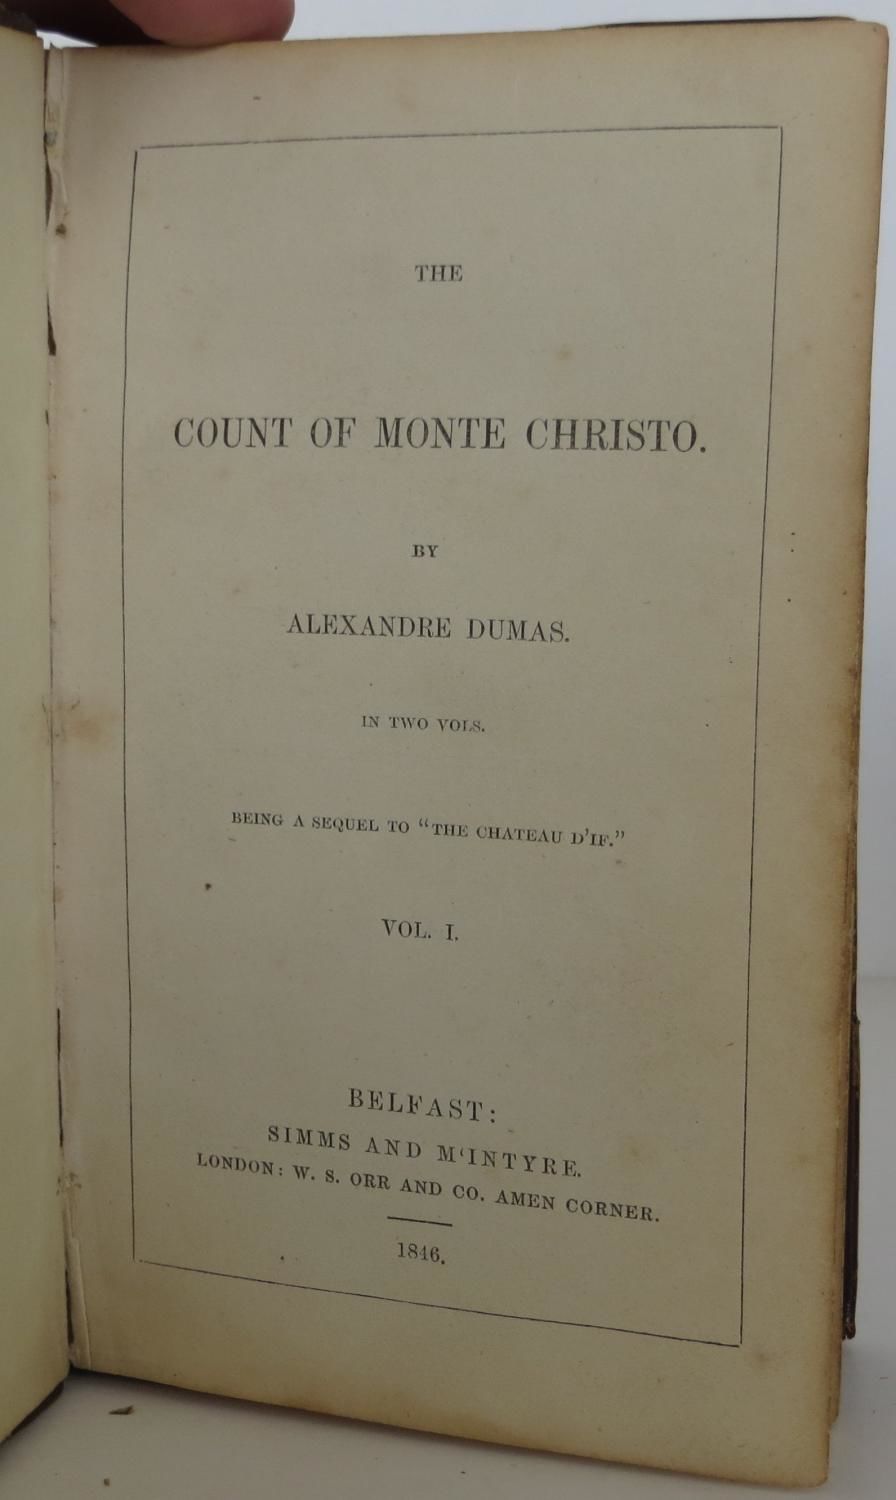 THE
COUNT OF MONTE CHRISTO.
BY
ALEXANDRE DUMAS.
IN TWO VOLS.
BEING A SEQUEL TO “THE CHATEAU D'IF.”
VOL. I.
BELFAST:
SIMMS AND M‘INTYRE.
LONDON: W. S. ORR AND CO. AMEN CORNER.
1846.